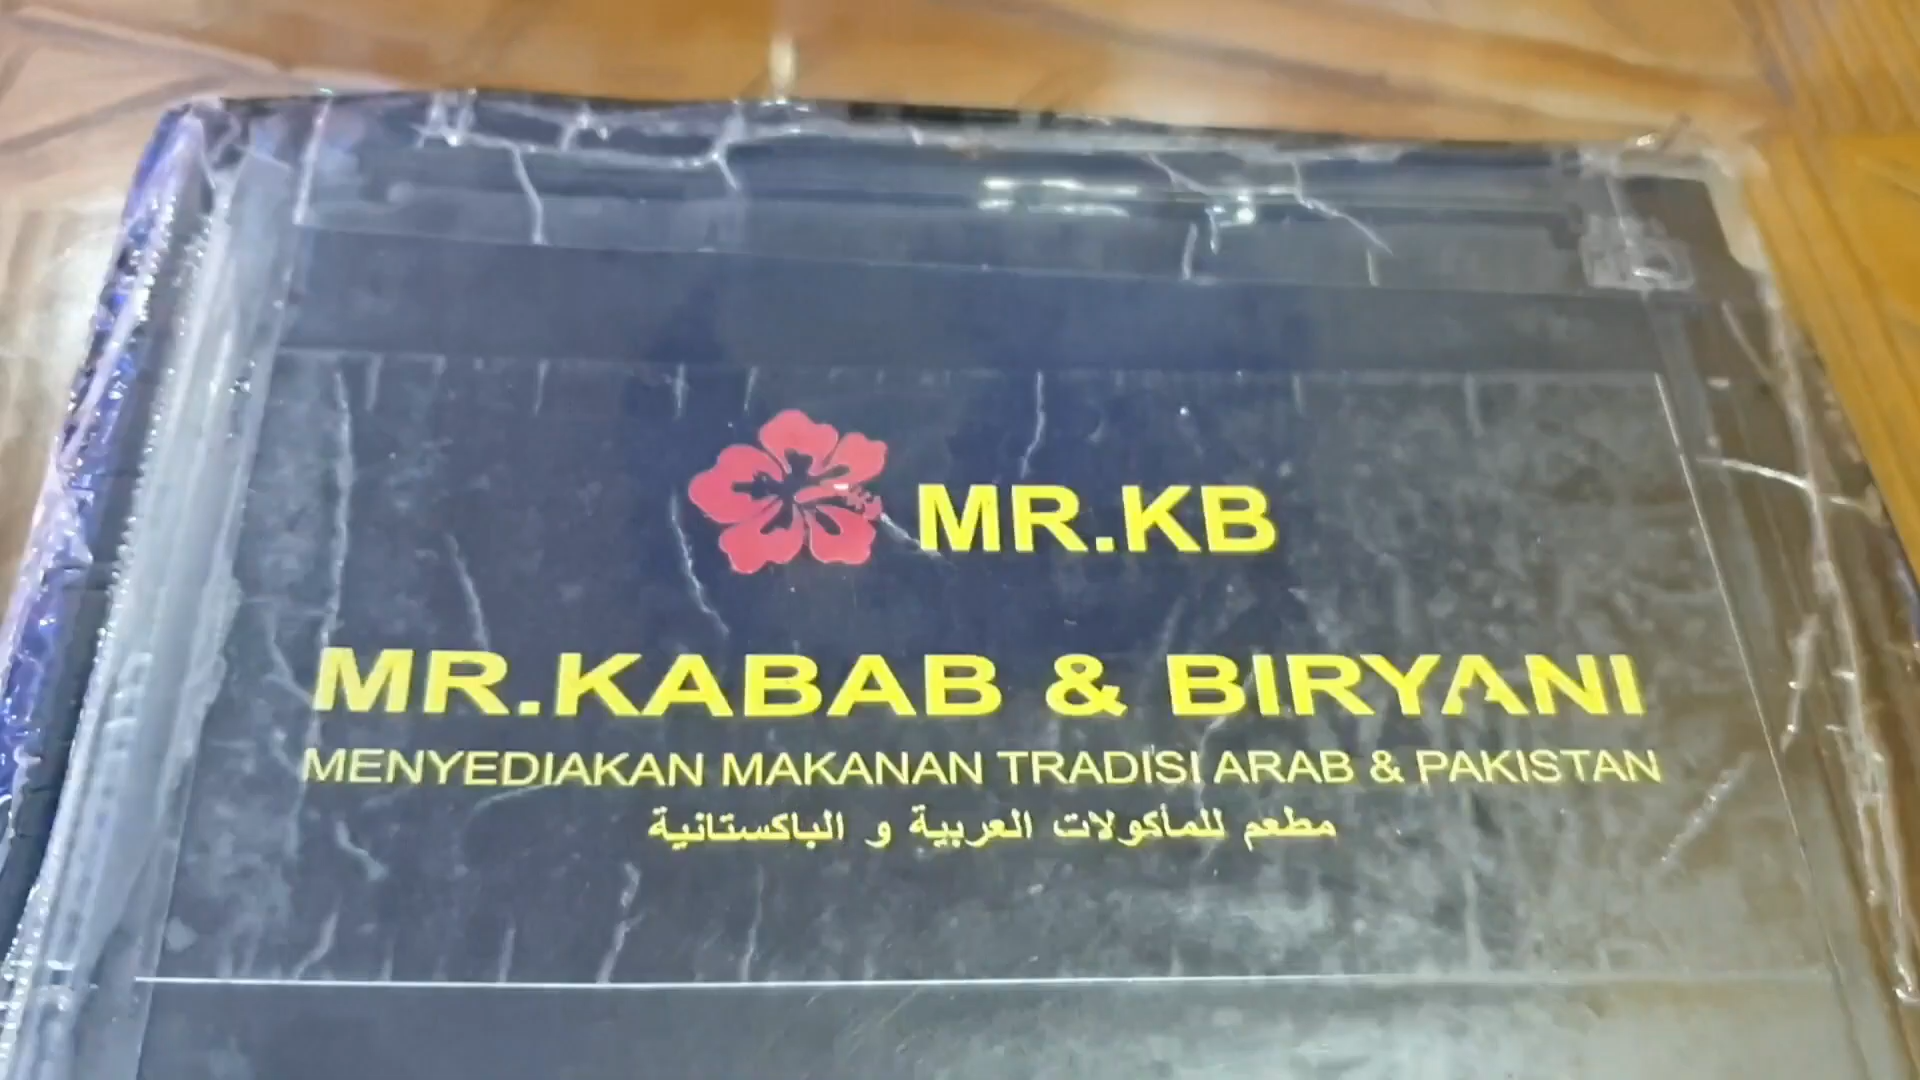 MR.KB
MR.KABAB & BIRYANI
MENYEDIAKAN MAKANAN TRADISI ARAB & PAKISTAN
مطعم للمأكولات العربية و الباكستانية